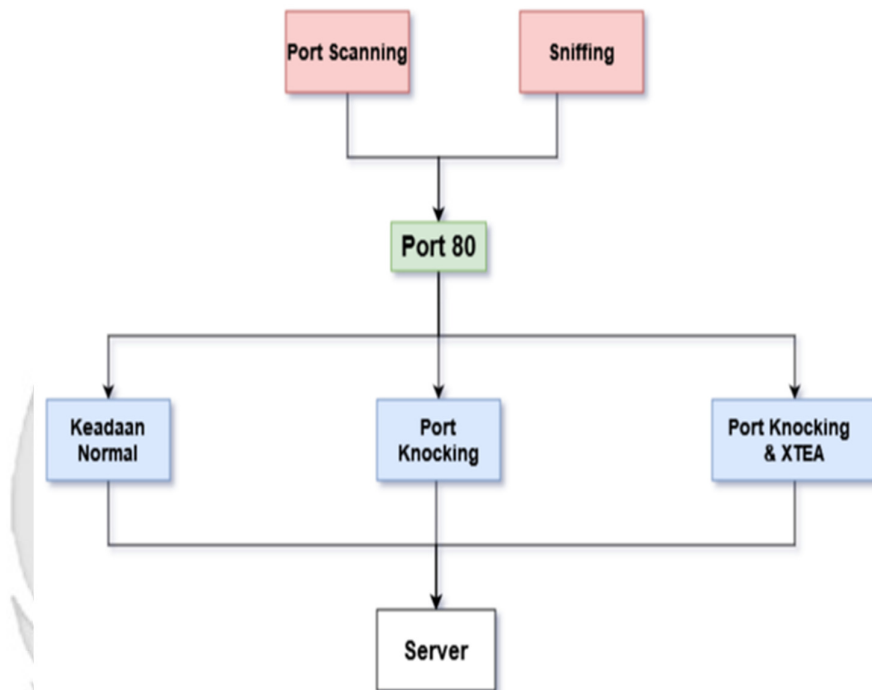 Port Scanning
Sniffing
Port 80
Keadaan
Normal
Port
Knocking
Port Knocking
& XTEA
Server